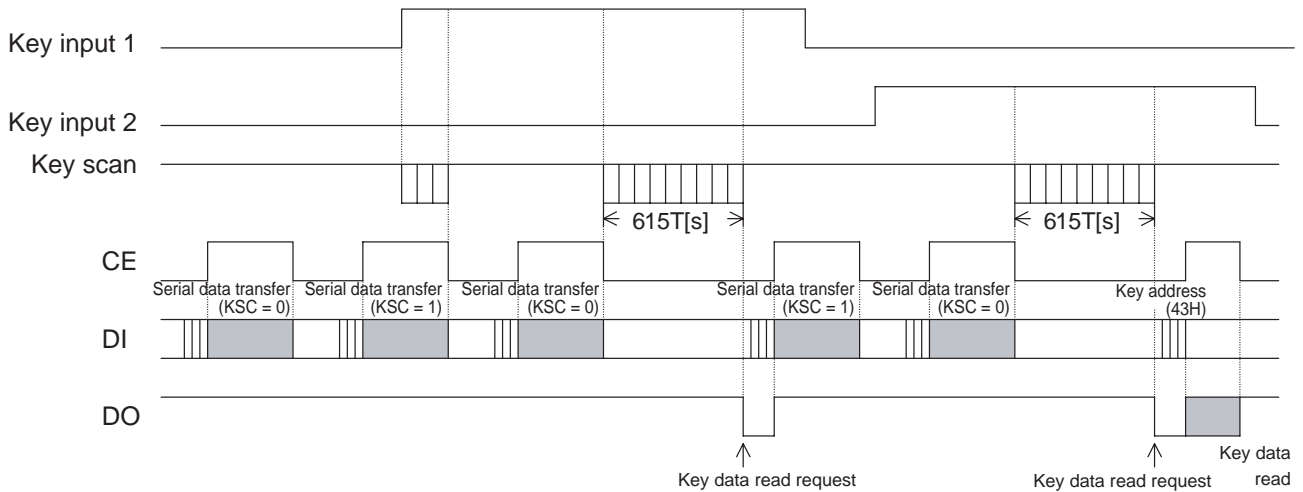 Key input 1
Key input 2
Key scan
615T[s]
615T[s]
CE
Serial data transfer
(KSC = 0)
Serial data transfer
(KSC = 1)
Serial data transfer
(KSC = 0)
Serial data transfer
(KSC = 1)
Serial data transfer
(KSC = 0)
Key address
(43H)
DI
DO
Key data read request
Key data read request
Key data
read